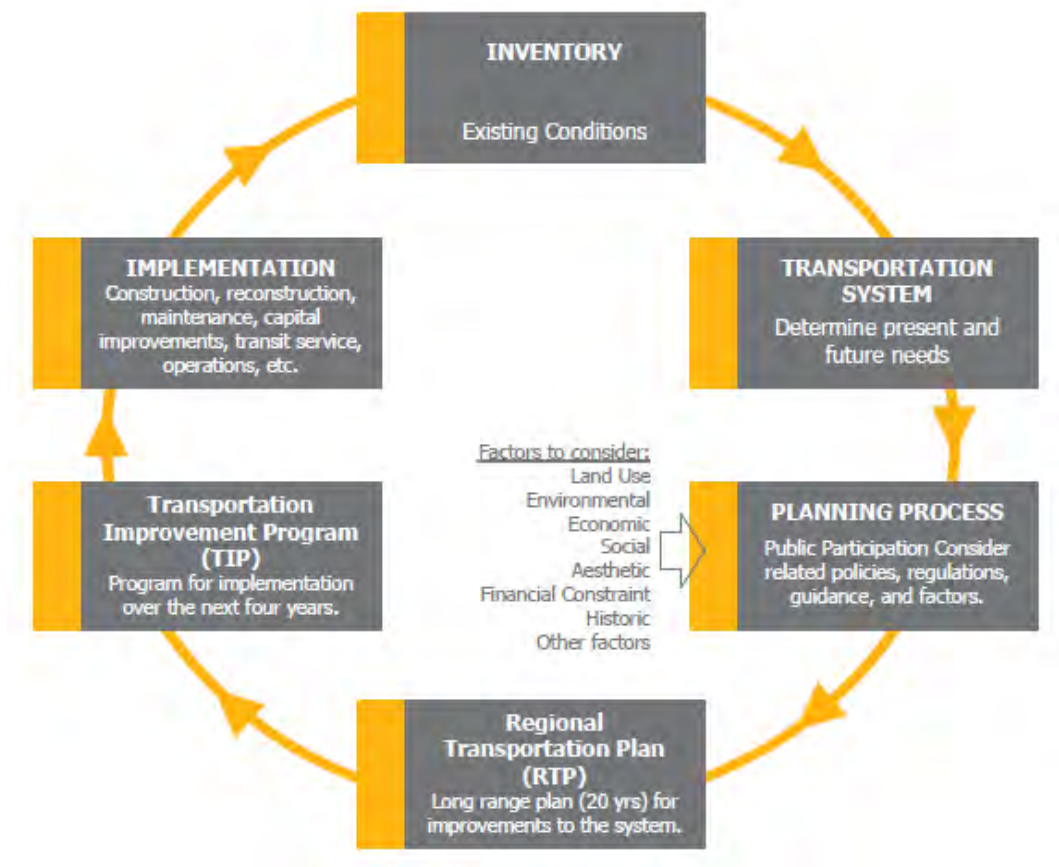 INVENTORY
Existing Conditions
TRANSPORTATION
SYSTEM
Determine present and
future needs
PLANNING PROCESS
Public Participation Consider
related policies, regulations,
guidance, and factors.
Factors to consider:
Land Use
Environmental
Economic
Social
Aesthetic
Financial Constraint
Historic
Other factors
Regional
Transportation Plan
(RTP)
Long range plan (20 yrs) for
improvements to the system.
Transportation
Improvement Program
(TIP)
Program for implementation
over the next four years.
IMPLEMENTATION
Construction, reconstruction,
maintenance, capital
improvements, transit service,
operations, etc.